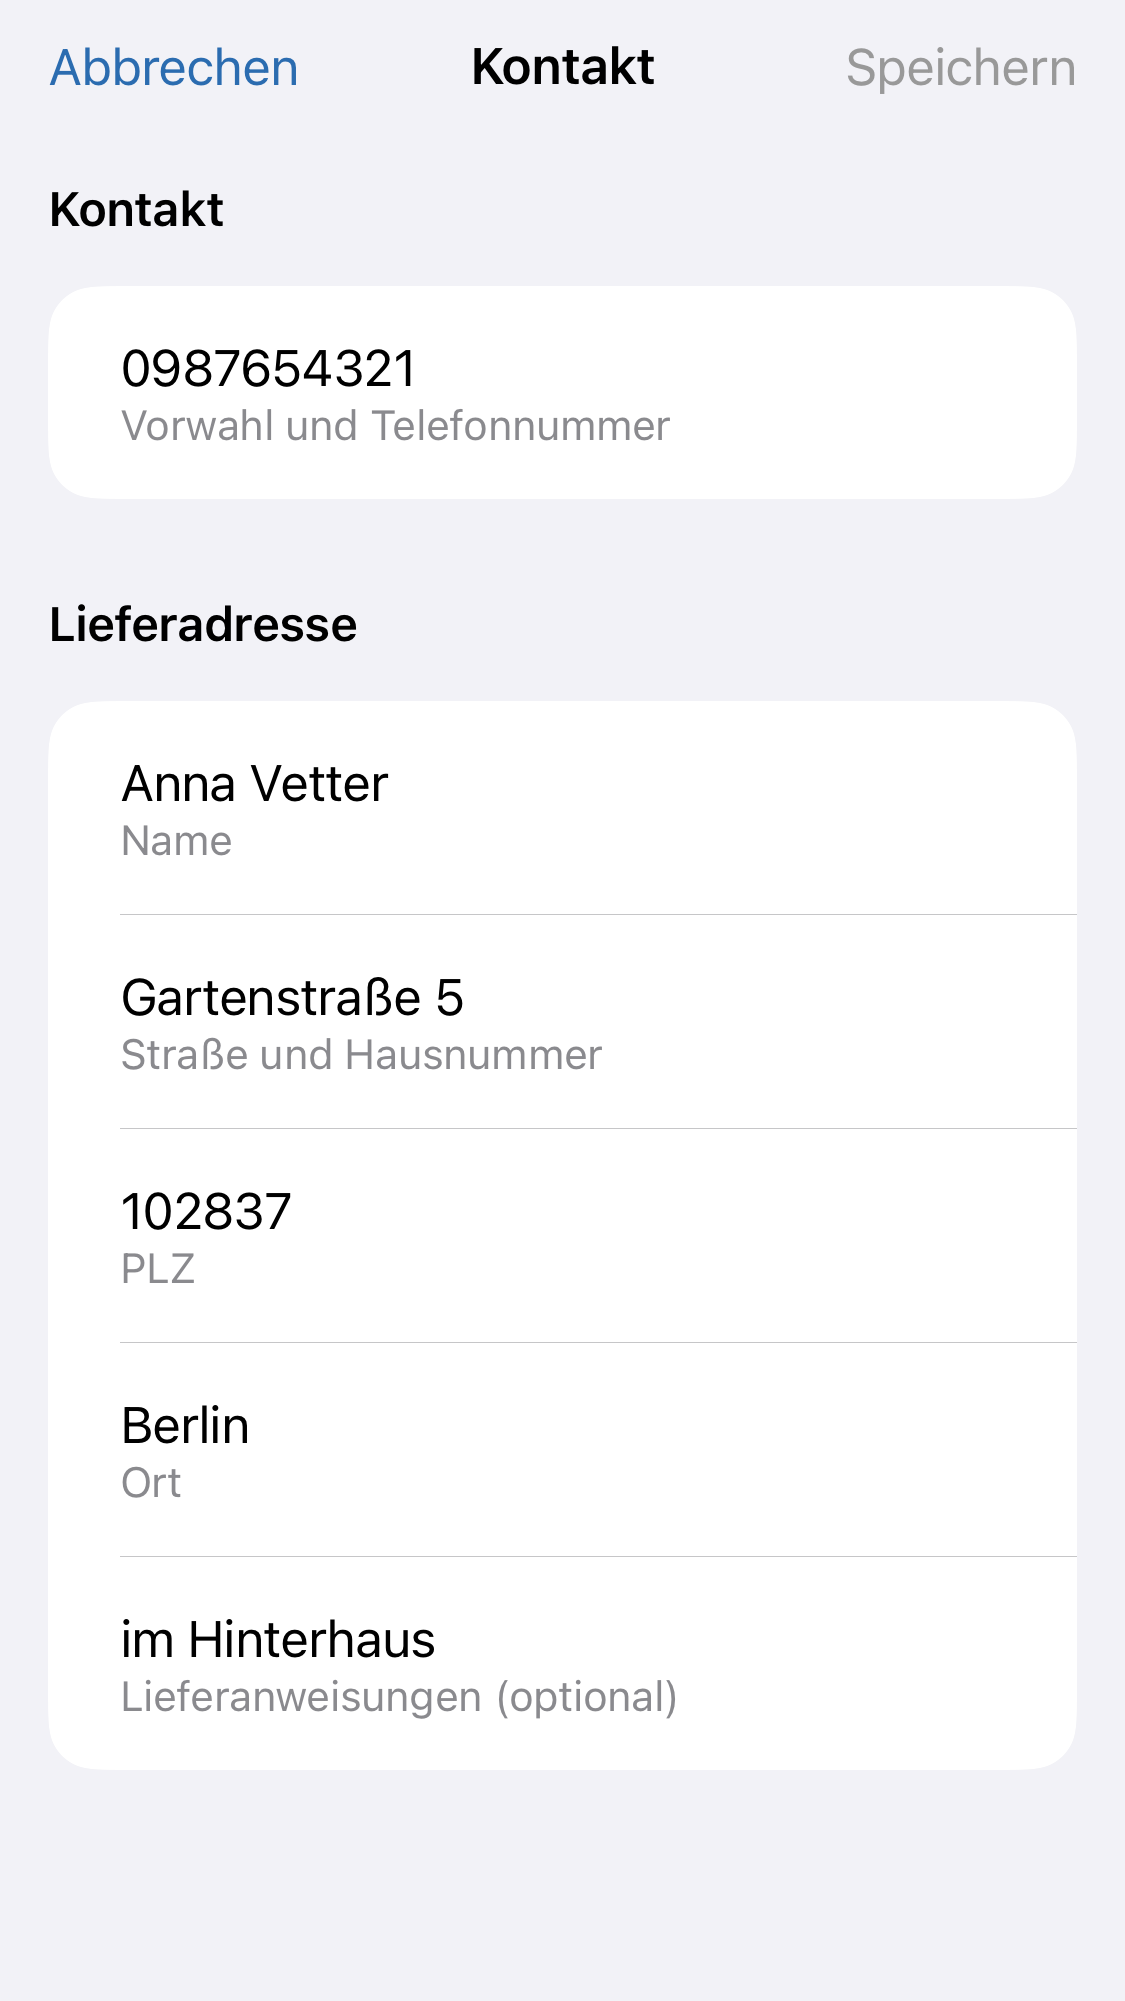 Abbrechen Kontakt Speichern
Kontakt
0987654321
Vorwahl und Telefonnummer
Lieferadresse
Anna Vetter
Name
Gartenstraße 5
Straße und Hausnummer
102837
PLZ
Berlin
Ort
im Hinterhaus
Lieferanweisungen (optional)